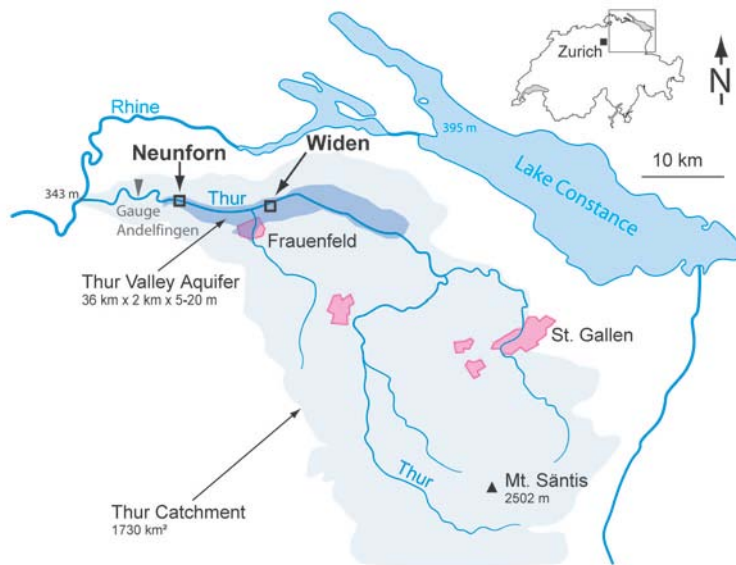 Zurich
N
Rhine
395 m
10 km
Neunforn
Widen
Lake Constance
343 m
Thur
Gauge
Andelfingen
Frauenfeld
Thur Valley Aquifer
36 km x 2 km x 5-20 m
St. Gallen
Thur
Mt. Säntis
2502 m
Thur Catchment
1730 km²